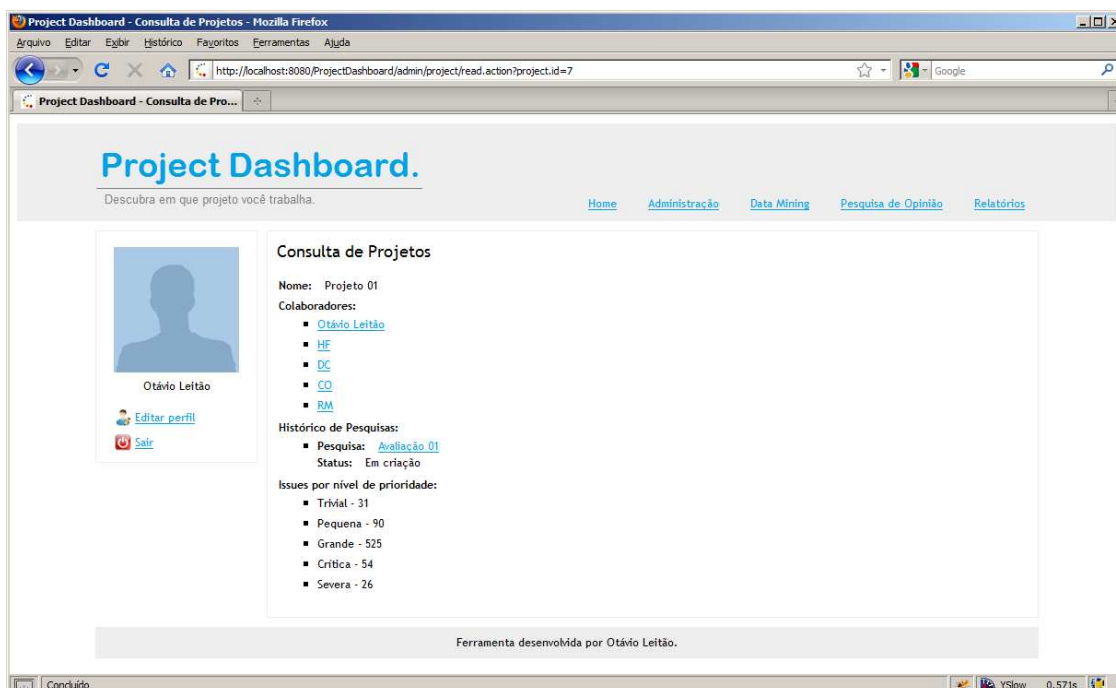 Project Dashboard - Consulta de Projetos - Mozilla Firefox
Arquivo Editar Exibir Histórico Favoritos Ferramentas Ajuda
http://localhost:8080/ProjectDashboard/admin/project/read.action?project.id=7
Google
Project Dashboard - Consulta de Pro...
Project Dashboard.
Descubra em que projeto você trabalha.
Home Administração Data Mining Pesquisa de Opinião Relatórios
Otávio Leitão
Editar perfil
Sair
Consulta de Projetos
Nome: Projeto 01
Colaboradores:
Otávio Leitão
HF
DC
CO
RM
Histórico de Pesquisas:
Pesquisa: Avaliação 01
Status: Em criação
Issues por nível de prioridade:
Trivial - 31
Pequena - 90
Grande - 525
Crítica - 54
Severa - 26
Ferramenta desenvolvida por Otávio Leitão.
Concluído
YSlow 0.571s